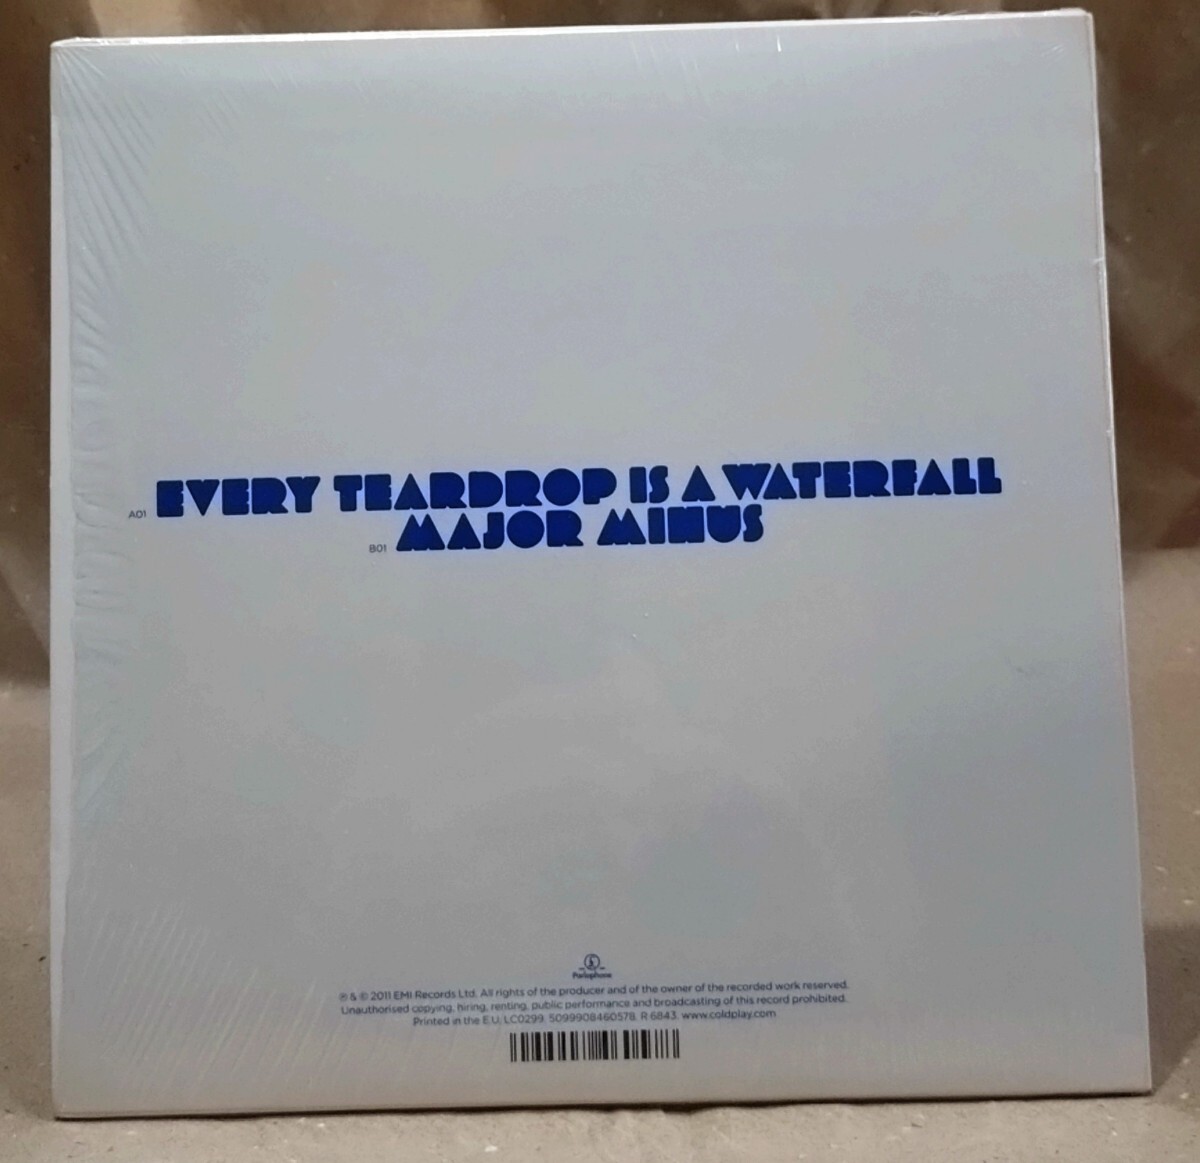 A01 EVERY TEARDROP IS A WATERFALL
B01 MAJOR MINUS
Parlophone
℗ & © 2011 EMI Records Ltd. All rights of the producer and of the owner of the recorded work reserved.
Unauthorised copying, hiring, renting, public performance and broadcasting of this record prohibited.
Printed in the E.U. LC0299. 5099908460578. R 6843. www.coldplay.com